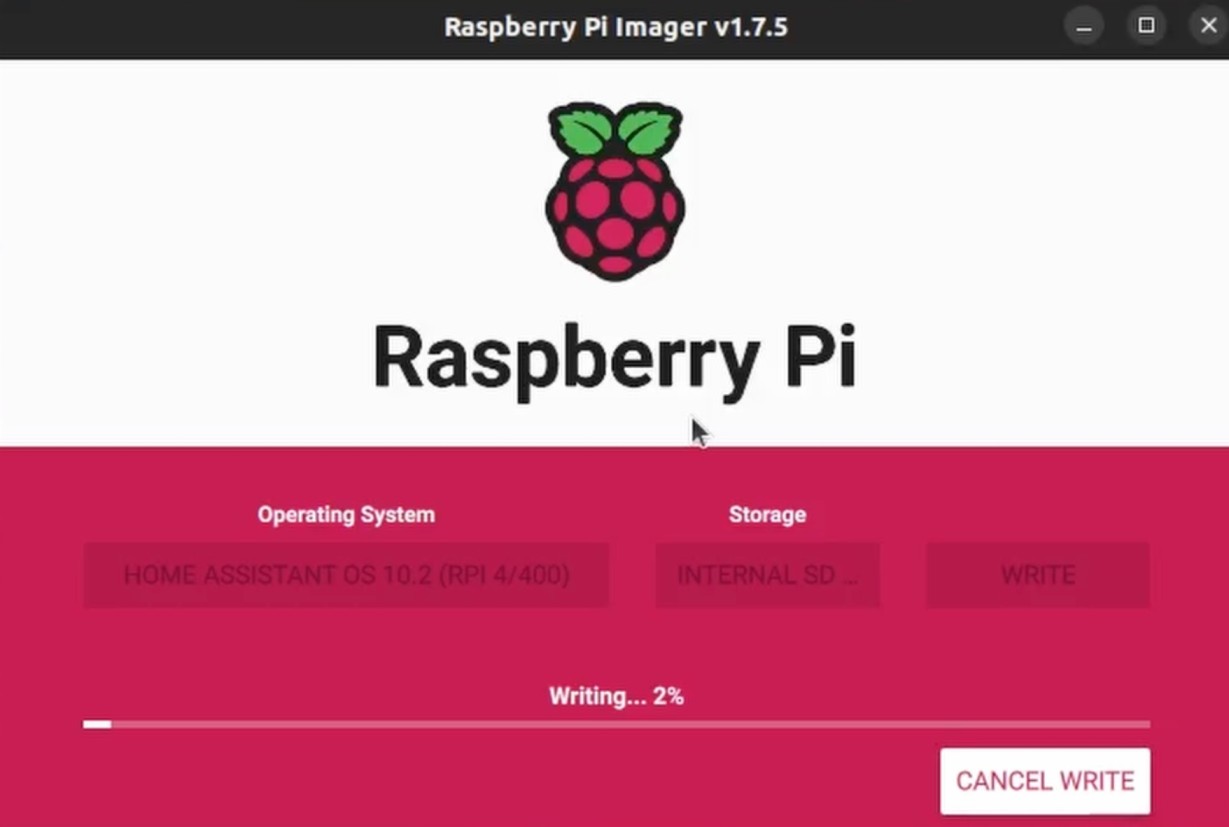 Raspberry Pi Imager v1.7.5
Raspberry Pi
Operating System
Storage
HOME ASSISTANT OS 10.2 (RPI 4/400)
INTERNAL SD ...
WRITE
Writing... 2%
CANCEL WRITE